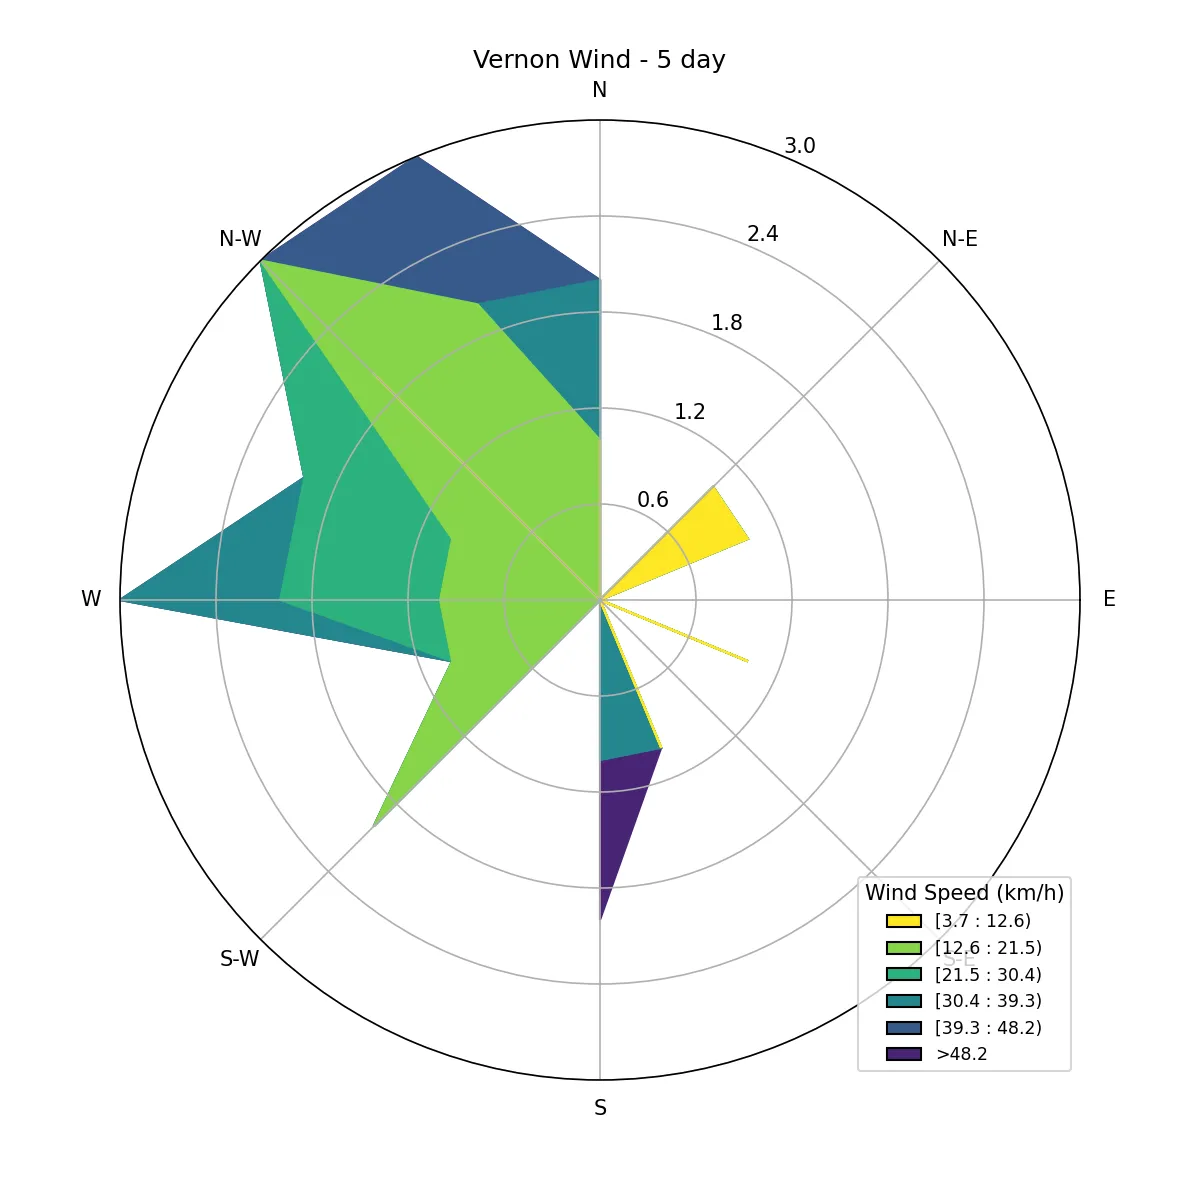 Vernon Wind - 5 day
N
3.0
N-W
N-E
2.4
1.8
1.2
0.6
W
E
S-W
S-E
S
Wind Speed (km/h)
[3.7 : 12.6)
[12.6 : 21.5)
[21.5 : 30.4)
[30.4 : 39.3)
[39.3 : 48.2)
>48.2